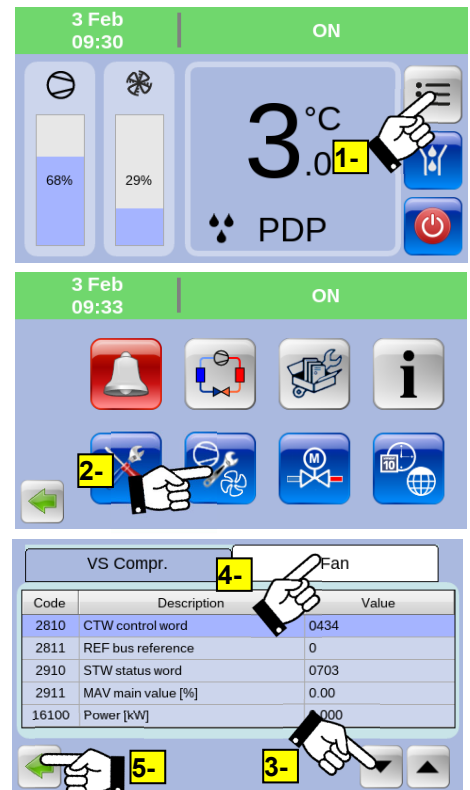 3 Feb
09:30
ON
68%
29%
3.0 °C
1-
PDP
3 Feb
09:33
ON
i
2-
M
10
VS Compr.
4-
Fan
Code Description Value
2810 CTW control word 0434
2811 REF bus reference 0
2910 STW status word 0703
2911 MAV main value [%] 0.00
16100 Power [kW] .000
5-
3-